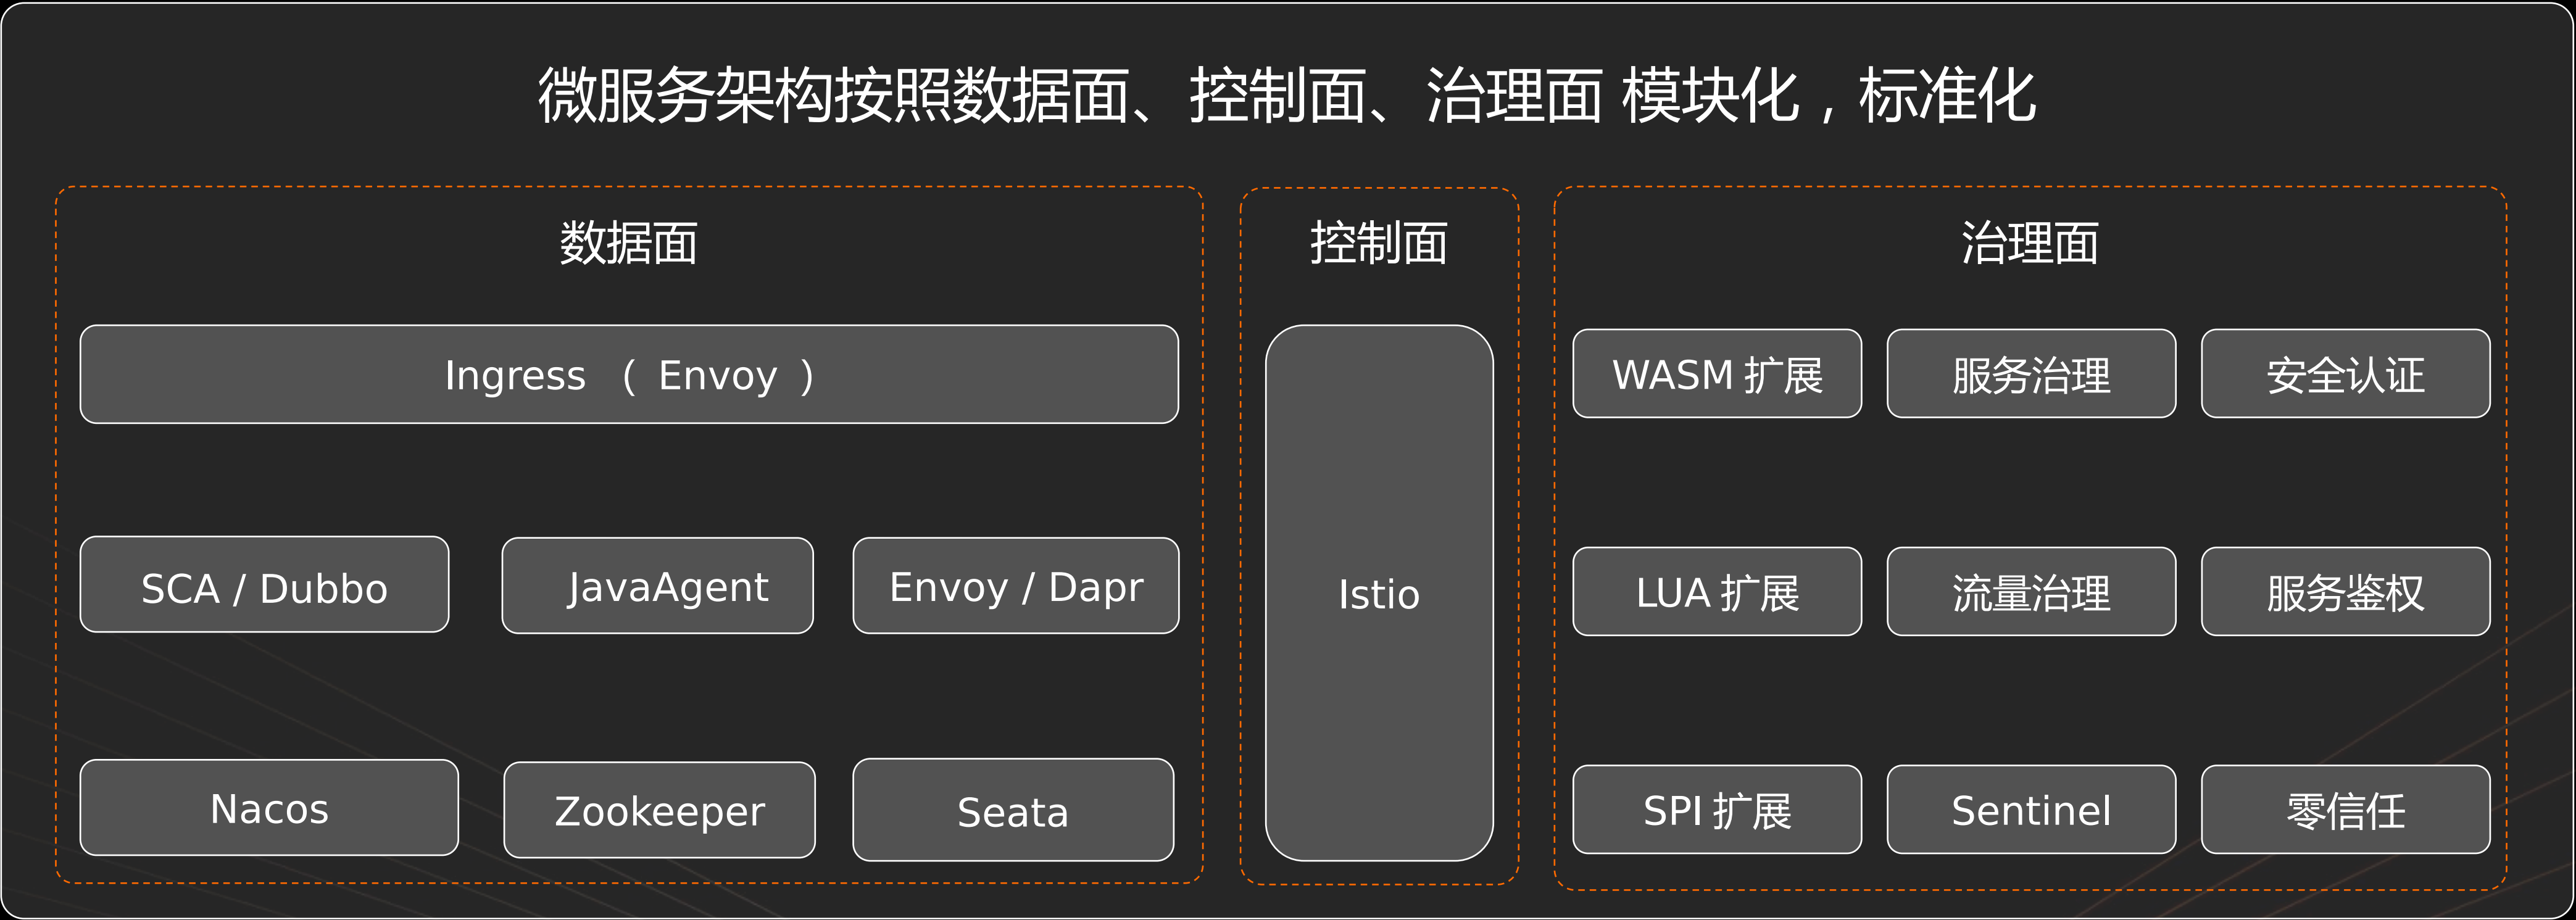 微服务架构按照数据面、控制面、治理面 模块化，标准化
数据面
Ingress （ Envoy ）
SCA / Dubbo
JavaAgent
Envoy / Dapr
Nacos
Zookeeper
Seata
控制面
Istio
治理面
WASM 扩展
服务治理
安全认证
LUA 扩展
流量治理
服务鉴权
SPI 扩展
Sentinel
零信任